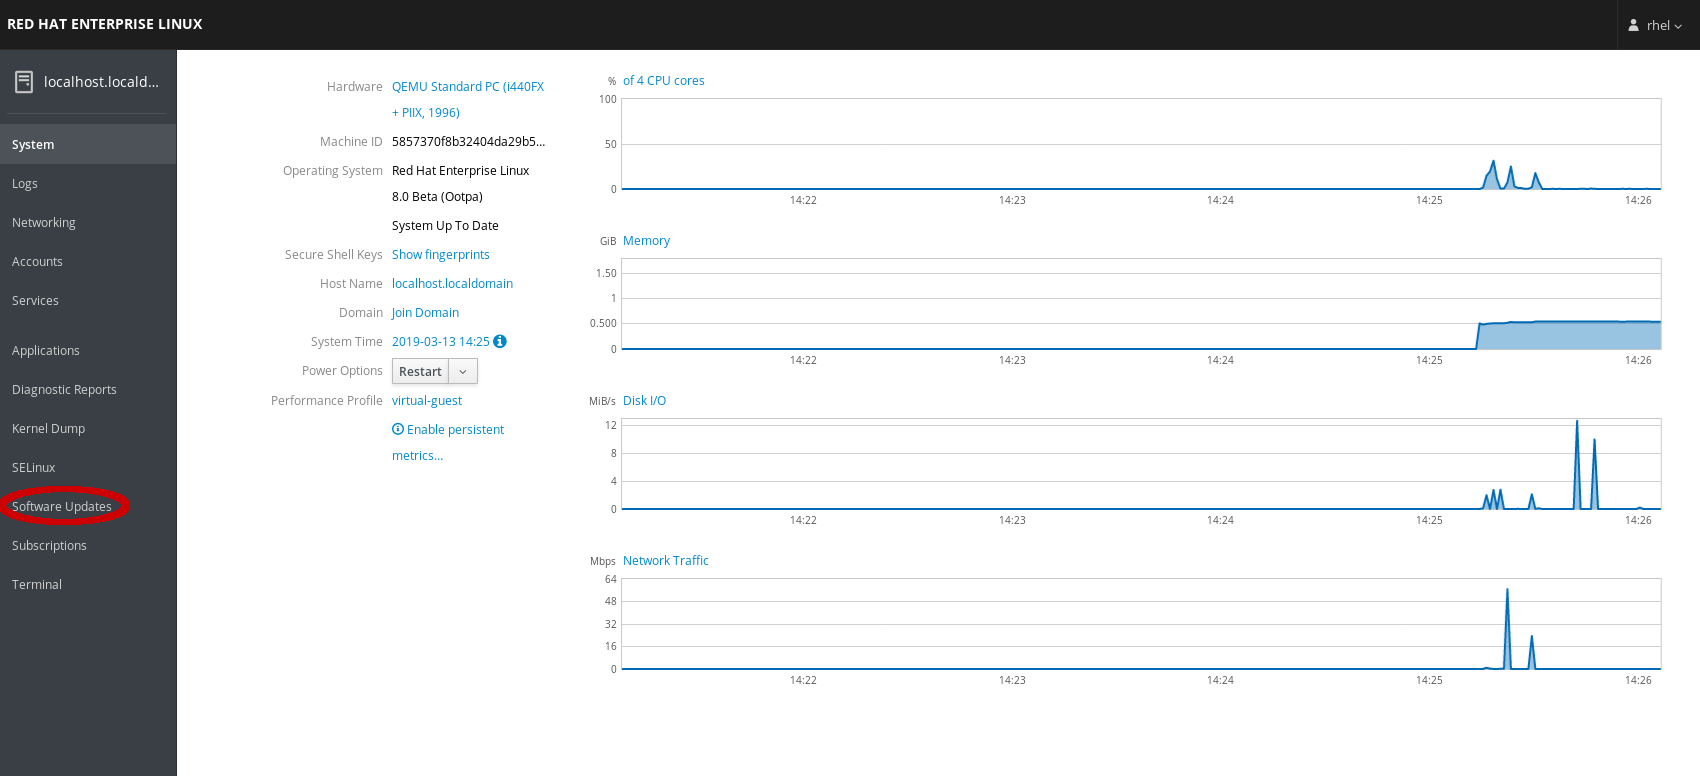 RED HAT ENTERPRISE LINUX
rhel
localhost.locald...
System
Logs
Networking
Accounts
Services
Applications
Diagnostic Reports
Kernel Dump
SELinux
Software Updates
Subscriptions
Terminal
Hardware QEMU Standard PC (i440FX
+ PIIX, 1996)
Machine ID 5857370f8b32404da29b5...
Operating System Red Hat Enterprise Linux
8.0 Beta (Ootpa)
System Up To Date
Secure Shell Keys Show fingerprints
Host Name localhost.localdomain
Domain Join Domain
System Time 2019-03-13 14:25
Power Options Restart
Performance Profile virtual-guest
Enable persistent
metrics...
% of 4 CPU cores
100
50
0
14:22 14:23 14:24 14:25 14:26
GiB Memory
1.50
1
0.500
0
14:22 14:23 14:24 14:25 14:26
MiB/s Disk I/O
12
8
4
0
14:22 14:23 14:24 14:25 14:26
Mbps Network Traffic
64
48
32
16
0
14:22 14:23 14:24 14:25 14:26